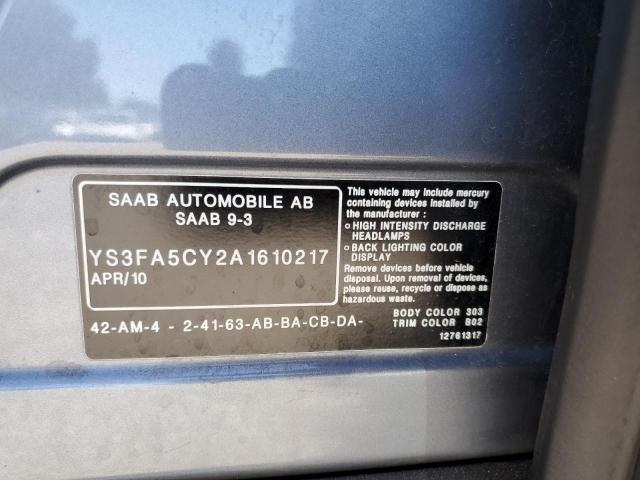 SAAB AUTOMOBILE AB
SAAB 9-3
YS3FA5CY2A1610217
APR/10
42-AM-4 - 2-41-63-AB-BA-CB-DA-
This vehicle may include mercury
containing devices installed by
the manufacturer :
○ HIGH INTENSITY DISCHARGE
HEADLAMPS
○ BACK LIGHTING COLOR
DISPLAY
Remove devices before vehicle
disposal. Upon removal of devices,
please reuse, recycle or dispose as
hazardous waste.
BODY COLOR 303
TRIM COLOR B02
12761317